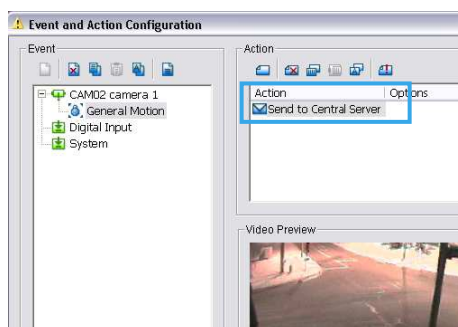 Event and Action Configuration
Event
Action
CAM02 camera 1
General Motion
Digital Input
System
Action Options
Send to Central Server
Video Preview